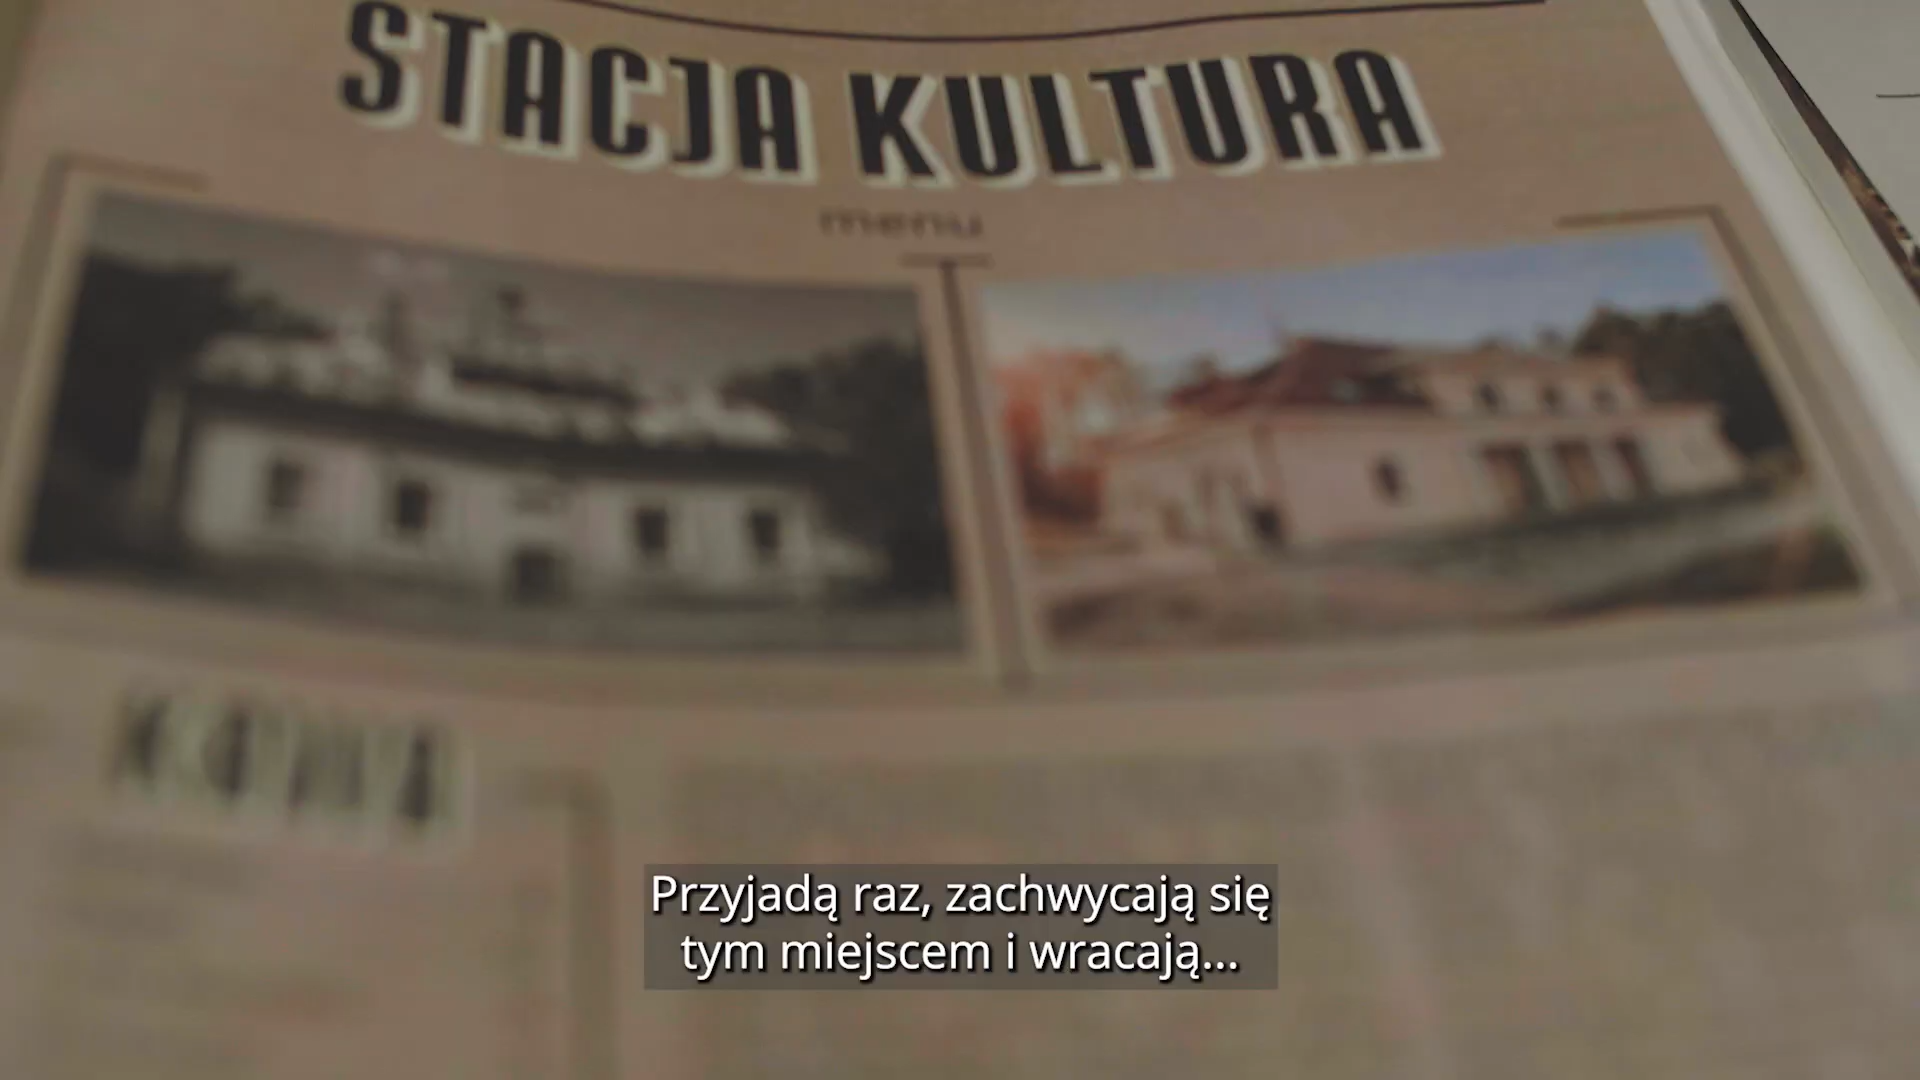 STACJA KULTURA
menu
Przyjadą raz, zachwycają się
tym miejscem i wracają...